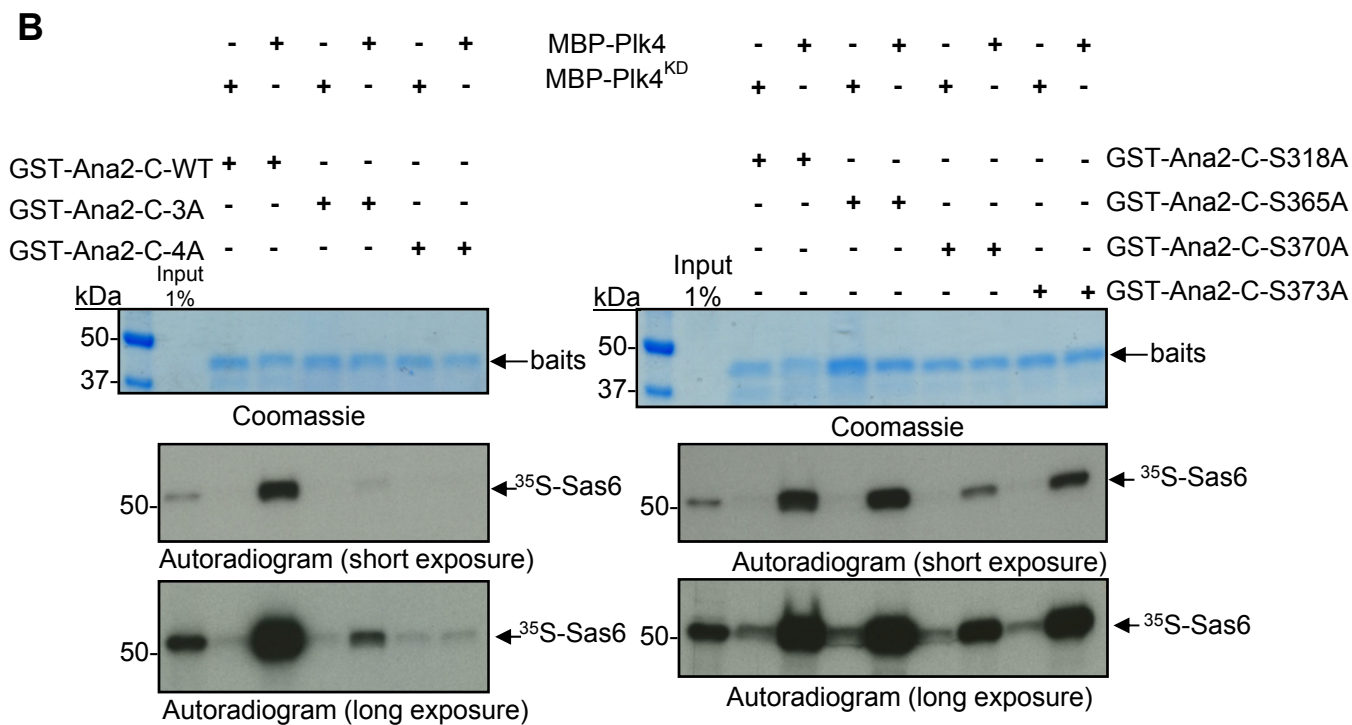 B
- + - + - + MBP-Plk4 - + - + - + - +
+ - + - + - MBP-Plk4^KD + - + - + - + -
GST-Ana2-C-WT + + - - - - + + - - - - - - GST-Ana2-C-S318A
GST-Ana2-C-3A - - + + - - - - + + - - - - GST-Ana2-C-S365A
GST-Ana2-C-4A - - - - + + - - - - + + - - GST-Ana2-C-S370A
Input Input
kDa 1% kDa 1% - - - - - - + + GST-Ana2-C-S373A
50- baits 50- baits
37- 37-
Coomassie Coomassie
50- 35S-Sas6 50- 35S-Sas6
Autoradiogram (short exposure) Autoradiogram (short exposure)
50- 35S-Sas6 50- 35S-Sas6
Autoradiogram (long exposure) Autoradiogram (long exposure)